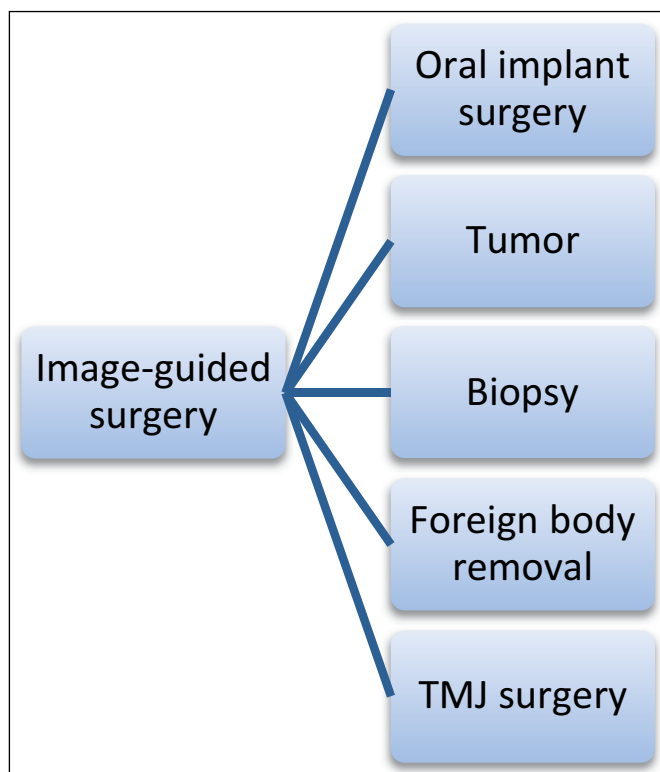 Oral implant
surgery
Tumor
Image-guided
surgery
Biopsy
Foreign body
removal
TMJ surgery